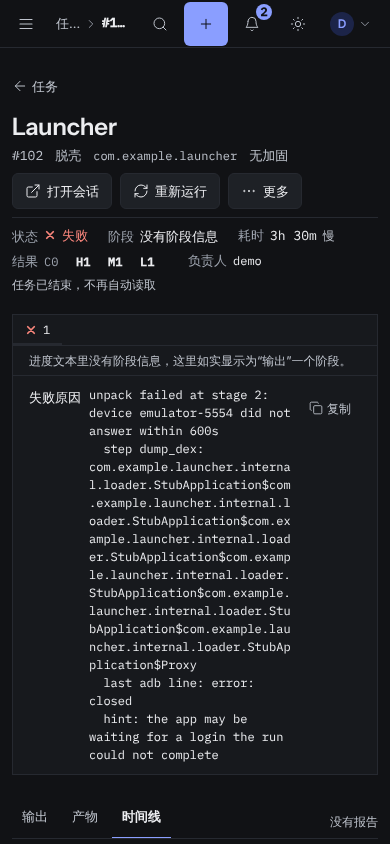 任... > #1...
2
D
← 任务
Launcher
#102 脱壳 com.example.launcher 无加固
打开会话 重新运行 ··· 更多
状态 × 失败 阶段 没有阶段信息 耗时 3h 30m 慢
结果 C0 H1 M1 L1 负责人 demo
任务已结束，不再自动读取
× 1
进度文本里没有阶段信息，这里如实显示为“输出”一个阶段。
失败原因 unpack failed at stage 2: 复制
device emulator-5554 did not
answer within 600s
step dump_dex:
com.example.launcher.interna
l.loader.StubApplication$com
.example.launcher.internal.l
oader.StubApplication$com.ex
ample.launcher.internal.load
er.StubApplication$com.examp
le.launcher.internal.loader.
StubApplication$com.example.
launcher.internal.loader.Stu
bApplication$com.example.lau
ncher.internal.loader.StubAp
plication$Proxy
last adb line: error:
closed
hint: the app may be
waiting for a login the run
could not complete
输出 产物 时间线 没有报告